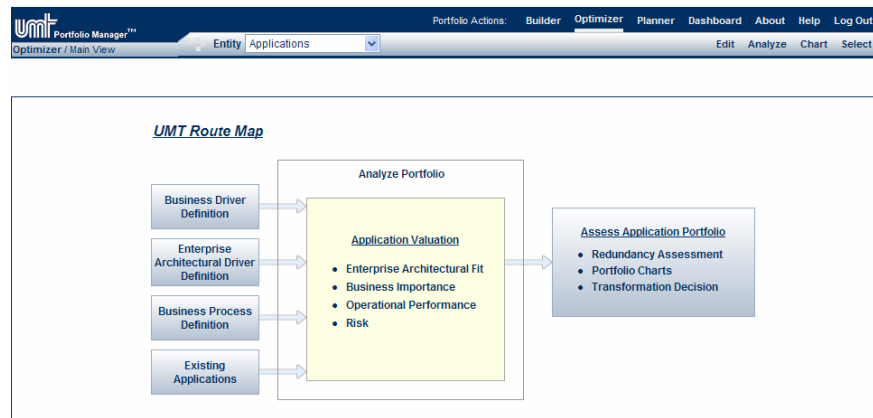 umt Portfolio Manager™
Portfolio Actions: Builder Optimizer Planner Dashboard About Help Log Out
Optimizer / Main View
Entity Applications
Edit Analyze Chart Select
UMT Route Map
Analyze Portfolio
Business Driver
Definition
Enterprise
Architectural Driver
Definition
Business Process
Definition
Existing
Applications
Application Valuation
• Enterprise Architectural Fit
• Business Importance
• Operational Performance
• Risk
Assess Application Portfolio
• Redundancy Assessment
• Portfolio Charts
• Transformation Decision